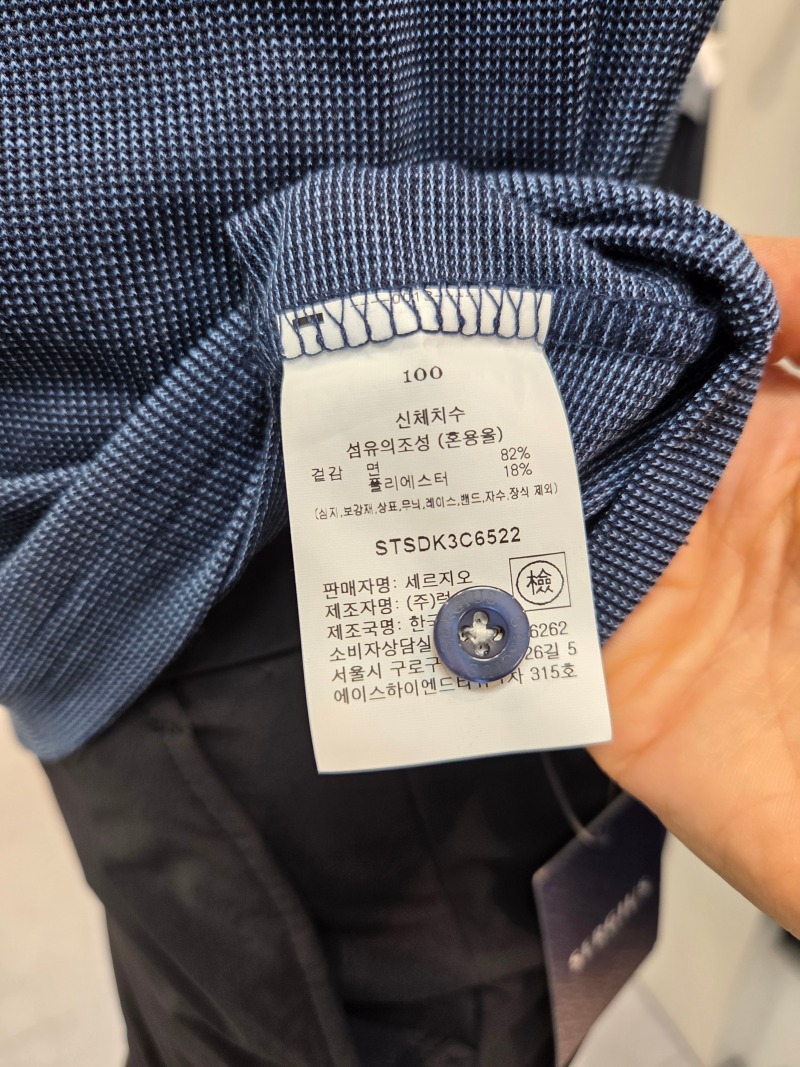 100
신체치수
섬유의조성 (혼용율)
겉감 면 82%
폴리에스터 18%
(심지,보강재,상표,무늬,레이스,밴드,자수,장식 제외)
STSDK3C6522
판매자명: 세르지오
檢
제조자명: (주)
제조국명: 한국
소비자상담실 6262
서울시 구로구 26길 5
에이스하이엔드 차 315호